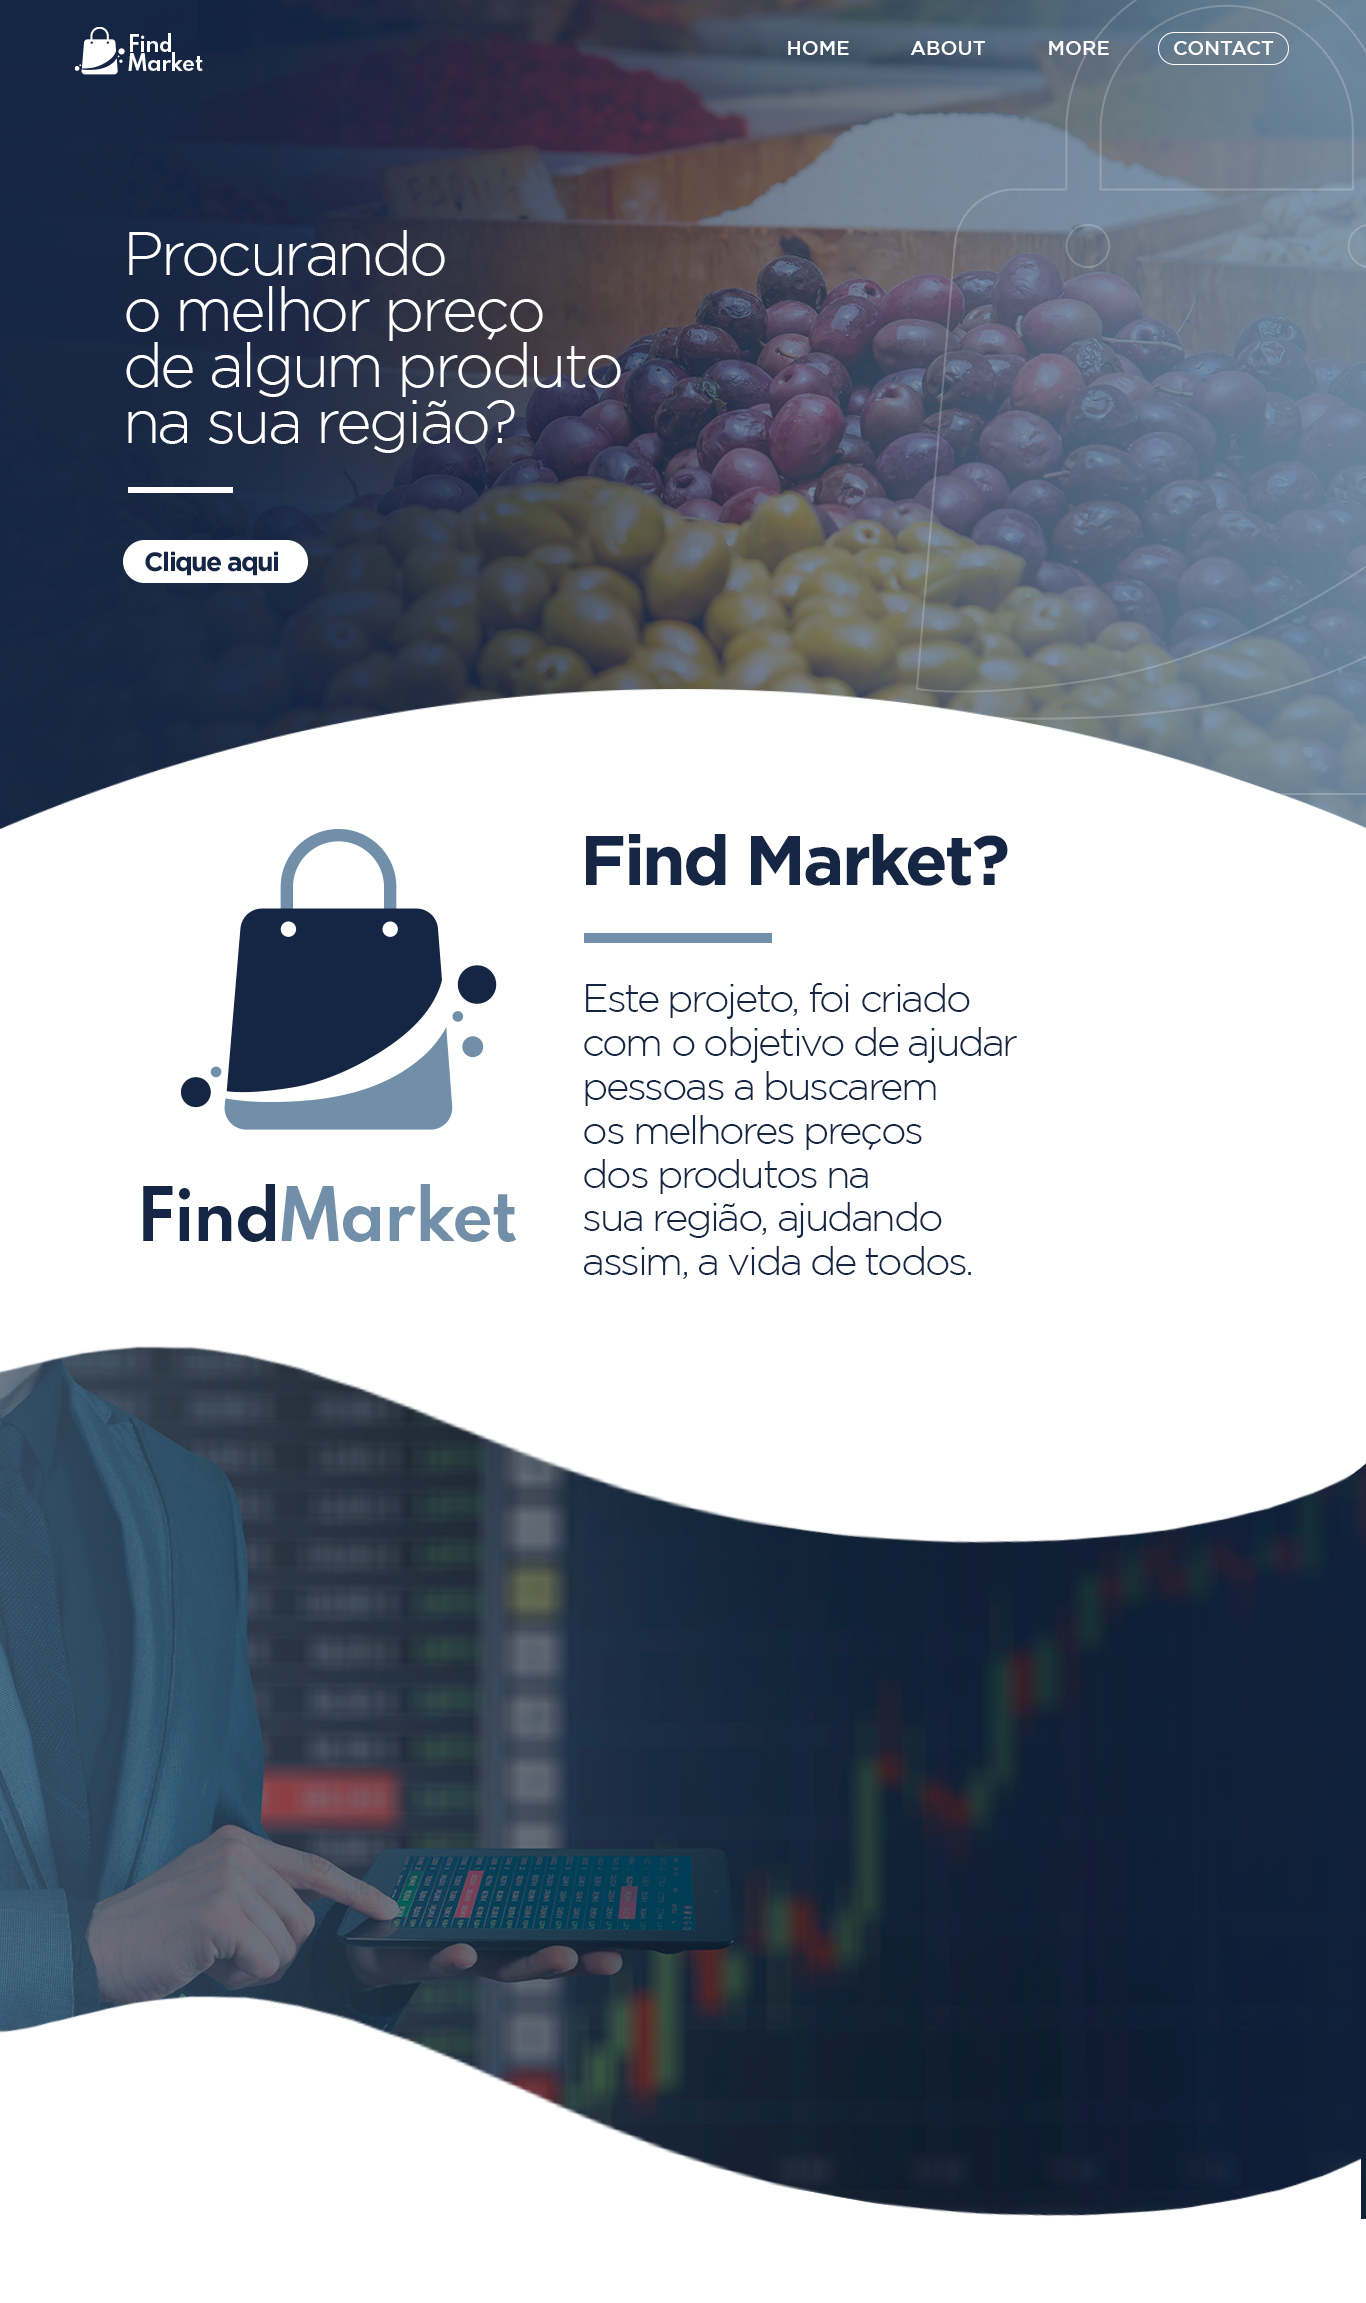 Find
Market
HOME
ABOUT
MORE
CONTACT
Procurando
o melhor preço
de algum produto
na sua região?
Clique aqui
Find Market?
Este projeto, foi criado
com o objetivo de ajudar
pessoas a buscarem
os melhores preços
dos produtos na
sua região, ajudando
assim, a vida de todos.
FindMarket